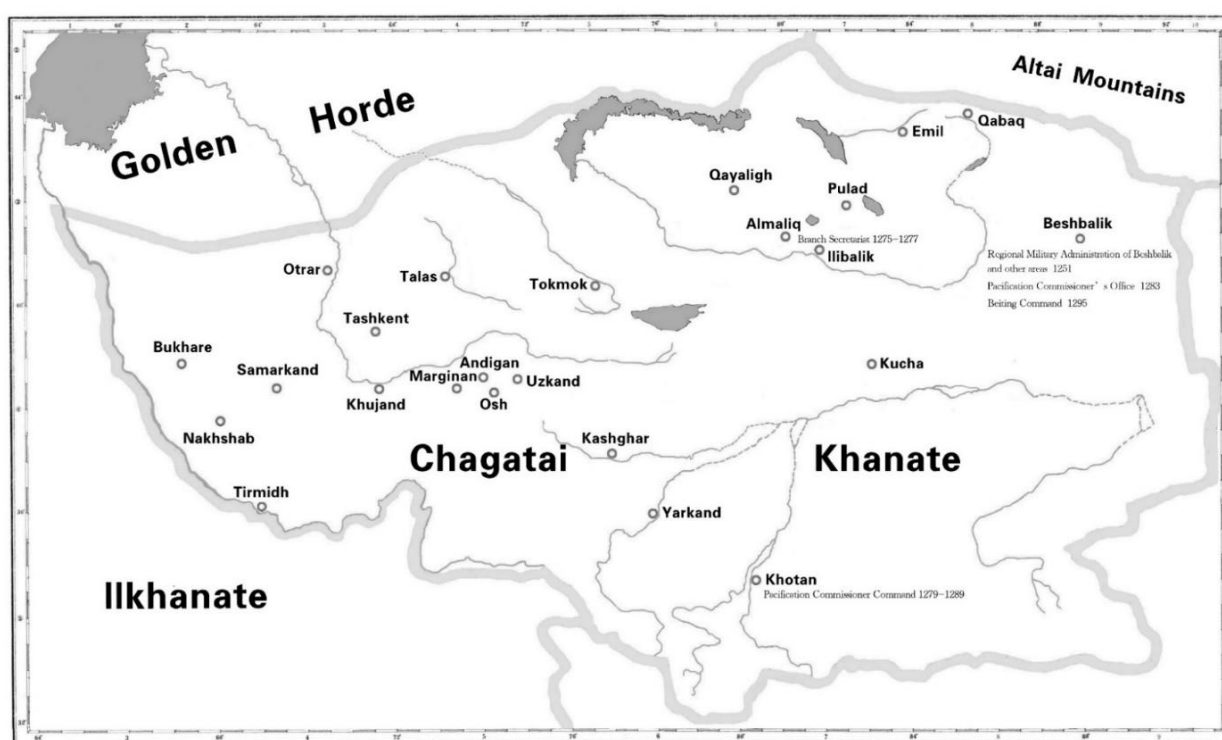 Altai Mountains
Horde
Golden
Qabaq
Emil
Qayaligh
Pulad
Almaliq
Branch Secretariat 1275–1277
Ilibalik
Beshbalik
Regional Military Administration of Beshbalik
and other areas 1251
Pacification Commissioner’s Office 1283
Beiting Command 1295
Otrar
Talas
Tokmok
Tashkent
Bukhare
Samarkand
Khujand
Andigan
Marginan
Uzkand
Osh
Kucha
Nakhshab
Kashghar
Chagatai
Khanate
Tirmidh
Yarkand
Ilkhanate
Khotan
Pacification Commissioner Command 1279–1289